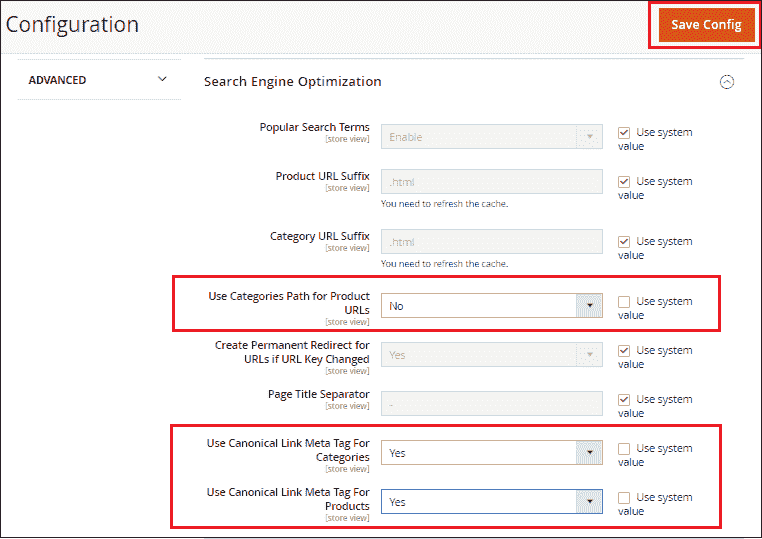 Configuration
Save Config
ADVANCED
Search Engine Optimization
Popular Search Terms
[store view]
Enable
Use system
value
Product URL Suffix
[store view]
.html
Use system
value
You need to refresh the cache.
Category URL Suffix
[store view]
.html
Use system
value
You need to refresh the cache.
Use Categories Path for Product
URLs
[store view]
No
Use system
value
Create Permanent Redirect for
URLs if URL Key Changed
[store view]
Yes
Use system
value
Page Title Separator
[store view]
-
Use system
value
Use Canonical Link Meta Tag For
Categories
[store view]
Yes
Use system
value
Use Canonical Link Meta Tag For
Products
[store view]
Yes
Use system
value